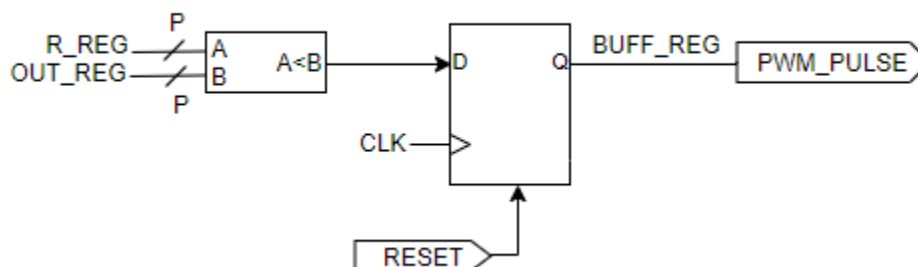 P
R_REG
A
OUT_REG
B
A<B
P
D
Q
BUFF_REG
PWM_PULSE
CLK
RESET